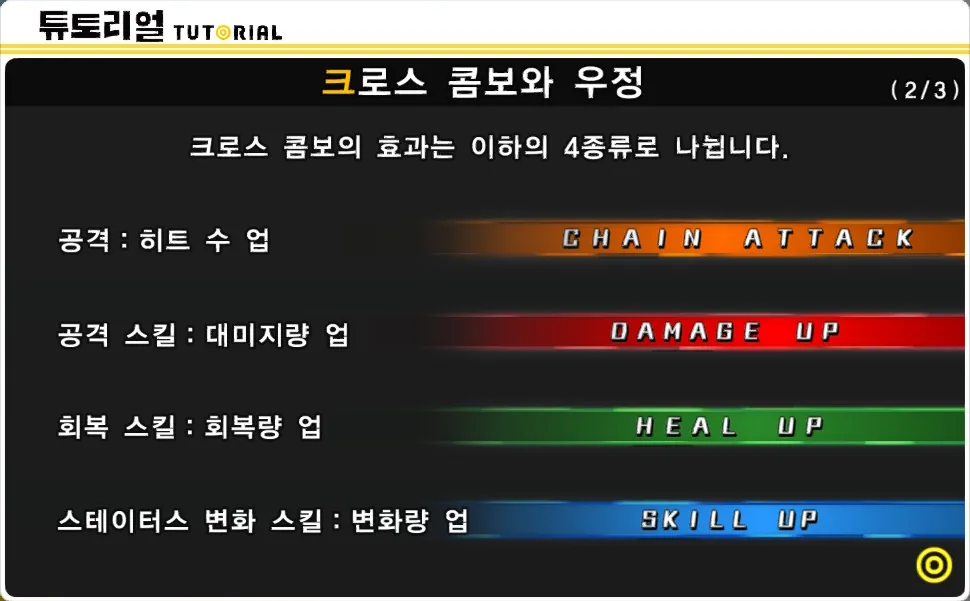 튜토리얼 TUTORIAL
크로스 콤보와 우정
(2/3)
크로스 콤보의 효과는 이하의 4종류로 나뉩니다.
공격 : 히트 수 업
CHAIN ATTACK
공격 스킬 : 대미지량 업
DAMAGE UP
회복 스킬 : 회복량 업
HEAL UP
스테이터스 변화 스킬 : 변화량 업
SKILL UP